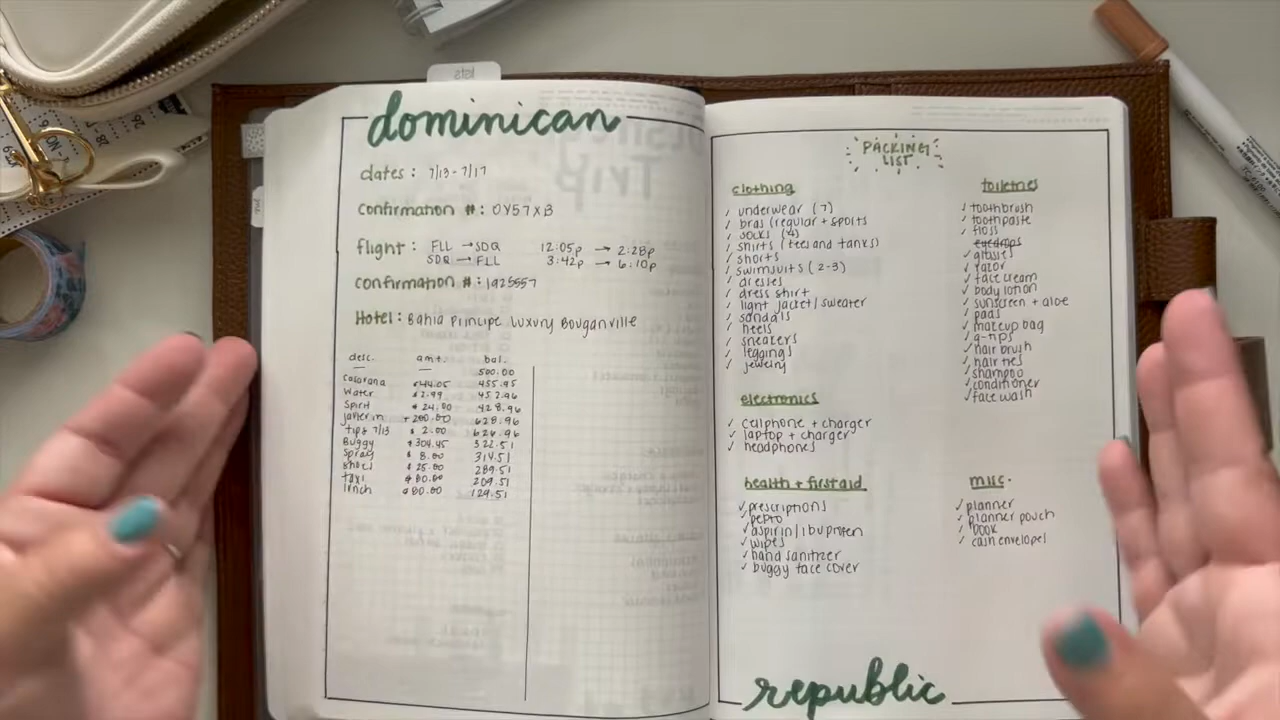 dominican
dates: 7/13 - 7/17
confirmation #: OY57XB
flight: FLL → SDQ 12:05p → 2:28p
SDQ → FLL 3:42p → 6:10p
confirmation #: 1925557
Hotel: Bahia Principe Luxury Bouganville
desc. amt. bal.
500.00
$44.05 455.95
water $2.99 452.96
Spirit $24.00 428.96
+200.00 628.96
tips 7/13 $2.00 626.96
Buggy $304.45 322.51
Spray $8.00 314.51
shoes $25.00 289.51
taxi $80.00 209.51
lunch $80.00 129.51
PACKING
LIST
clothing
✓ underwear (7)
✓ bras (regular + sports
✓ socks (4)
✓ shirts (tees and tanks)
✓ shorts
✓ swimsuits (2-3)
✓ dresses
✓ dress shirt
✓ light jacket/sweater
✓ sandals
✓ heels
✓ sneakers
✓ leggings
✓ jewelry
electronics
✓ cellphone + charger
✓ laptop + charger
✓ headphones
health + first aid
✓ prescriptions
✓ pepto
✓ aspirin/ibuprofen
✓ wipes
✓ hand sanitizer
✓ buggy face cover
toiletries
✓ toothbrush
✓ toothpaste
✓ floss
eyedrops
✓ glasses
✓ razor
✓ face cream
✓ body lotion
✓ sunscreen + aloe
✓ pads
✓ makeup bag
✓ q-tips
✓ hair brush
✓ hair ties
✓ shampoo
✓ conditioner
✓ face wash
misc.
✓ planner
✓ planner pouch
✓ book
✓ cash envelopes
republic